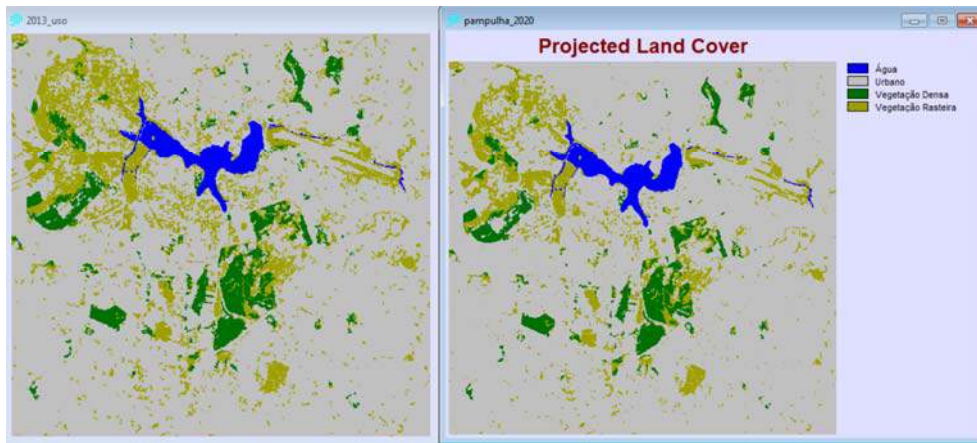 2013_uso
pampulha_2020
Projected Land Cover
Água
Urbano
Vegetação Densa
Vegetação Rasteira